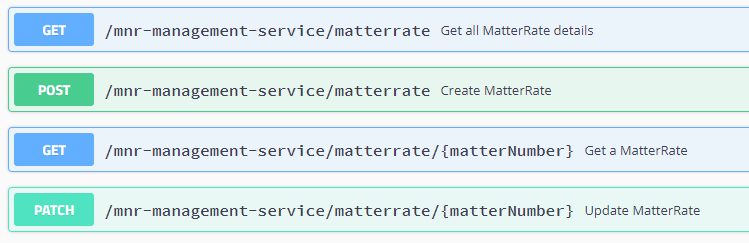 GET /mnr-management-service/matterrate Get all MatterRate details
POST /mnr-management-service/matterrate Create MatterRate
GET /mnr-management-service/matterrate/{matterNumber} Get a MatterRate
PATCH /mnr-management-service/matterrate/{matterNumber} Update MatterRate